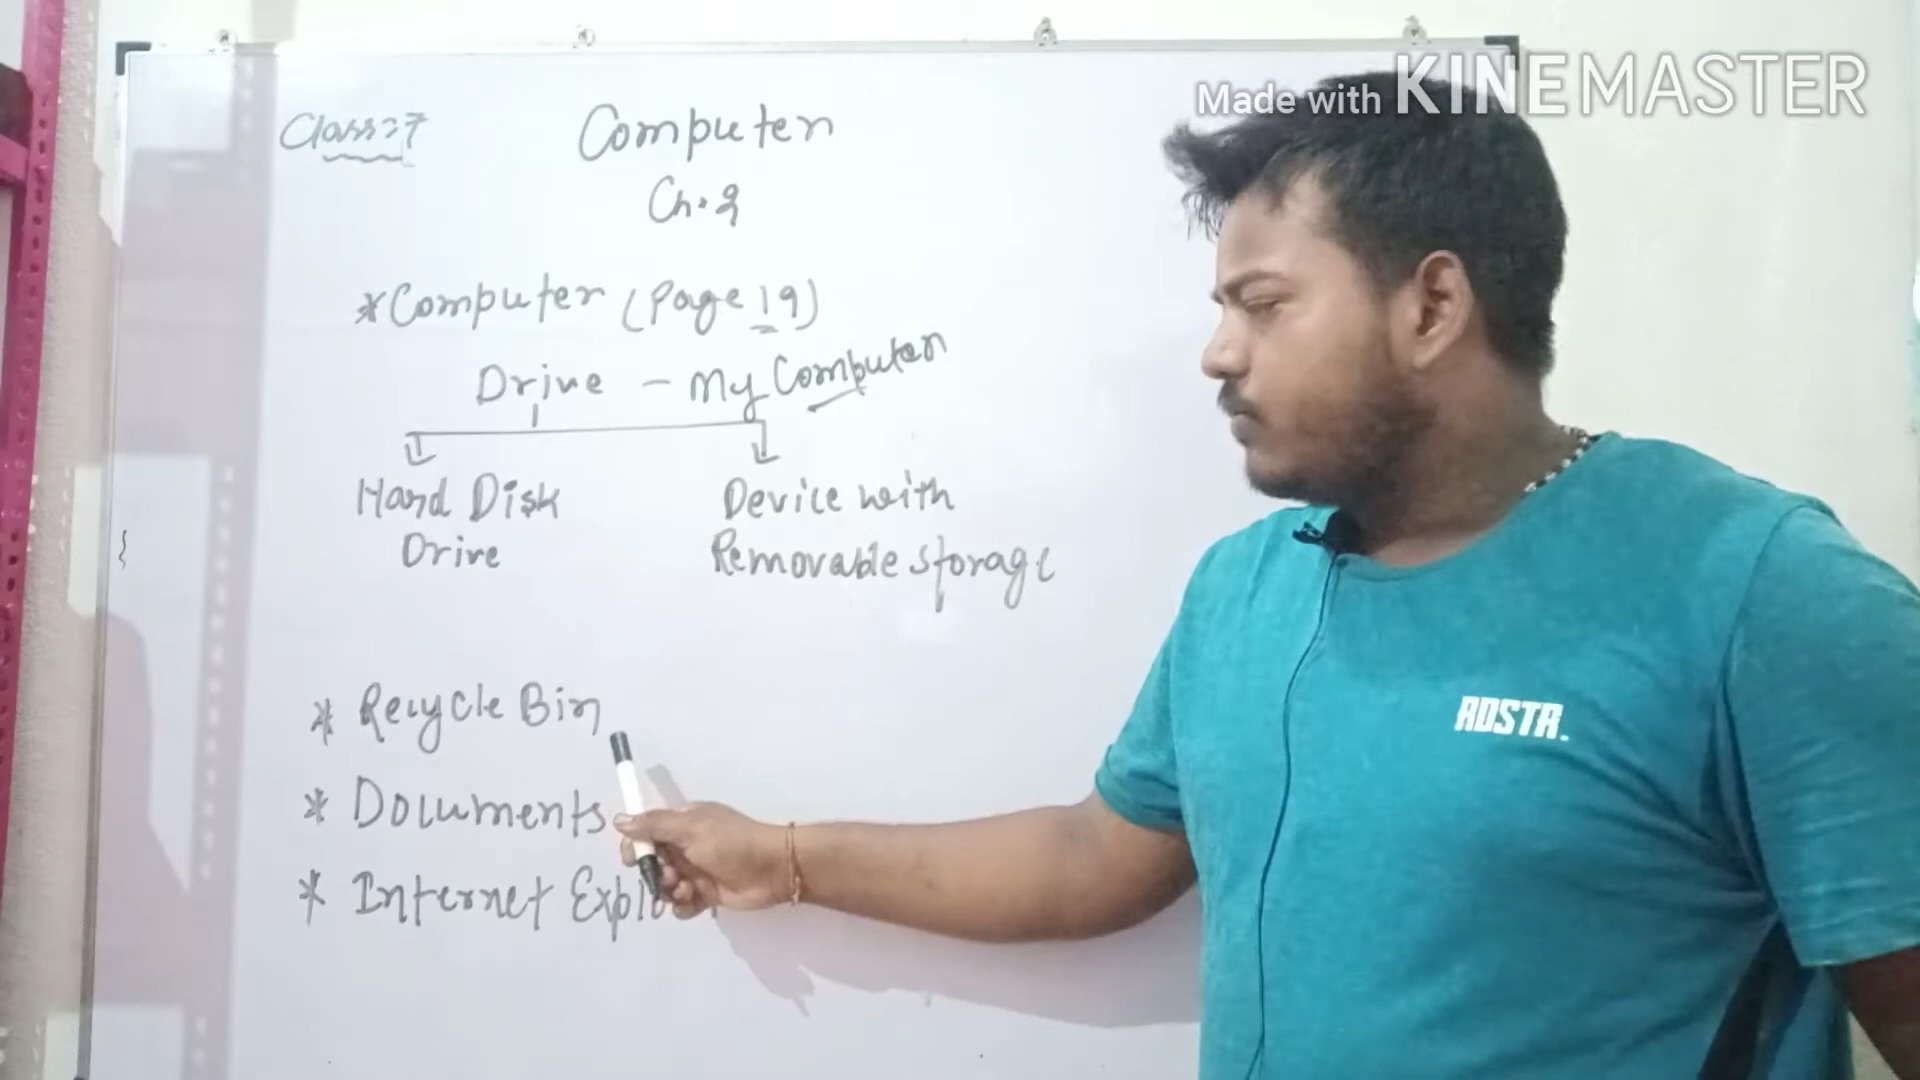 Made with KINEMASTER
Class:7
Computer
Ch.2
*Computer (Page 19)
Drive - My Computer
Hard Disk Drive
Device with Removable storage
* Recycle Bin
* Documents
* Internet
RDSTR.